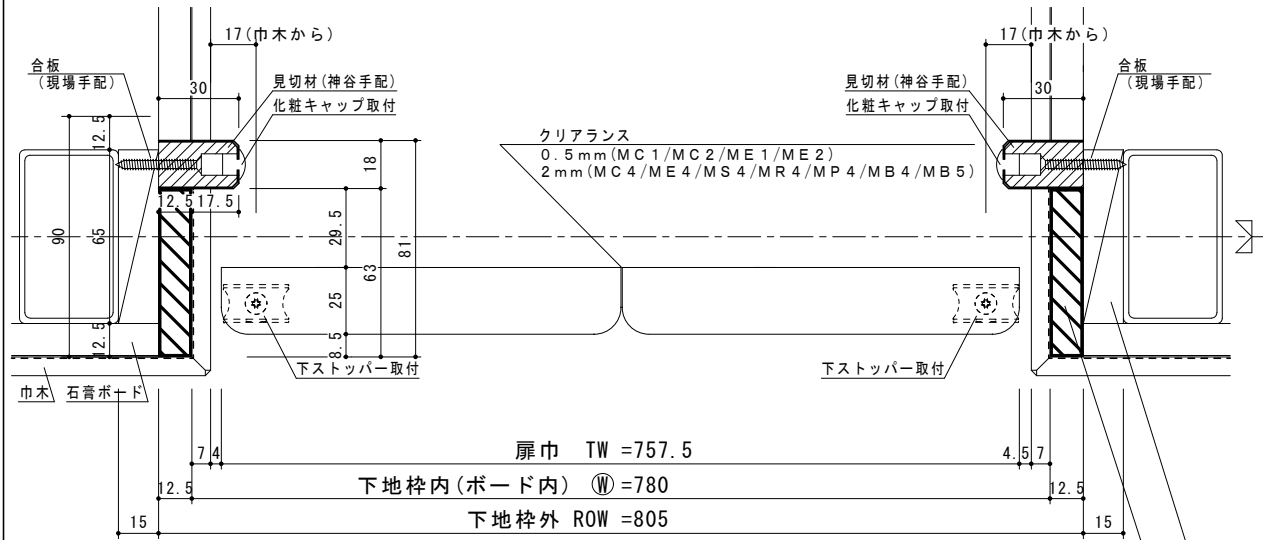 17(巾木から)
17(巾木から)
合板
(現場手配)
見切材(神谷手配)
化粧キャップ取付
見切材(神谷手配)
化粧キャップ取付
合板
(現場手配)
30
30
クリアランス
0.5mm(MC1/MC2/ME1/ME2)
2mm(MC4/ME4/MS4/MR4/MP4/MB4/MB5)
12.5
18
12.5
17.5
90
65
29.5
63
81
25
12.5
8.5
下ストッパー取付
下ストッパー取付
巾木
石膏ボード
7
4
扉巾 TW =757.5
4.5
7
12.5
下地枠内(ボード内) Ⓦ =780
12.5
15
下地枠外 ROW =805
15